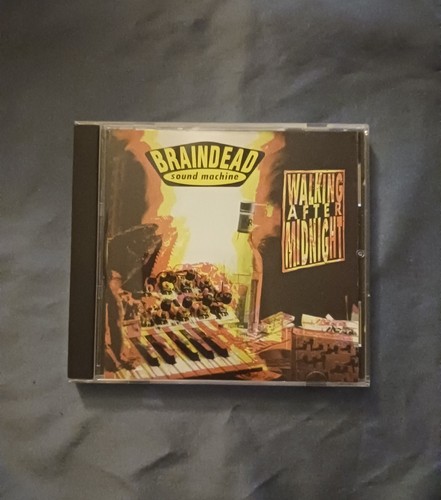 BRAINDEAD
sound machine
WALKING
AFTER
MIDNIGHT